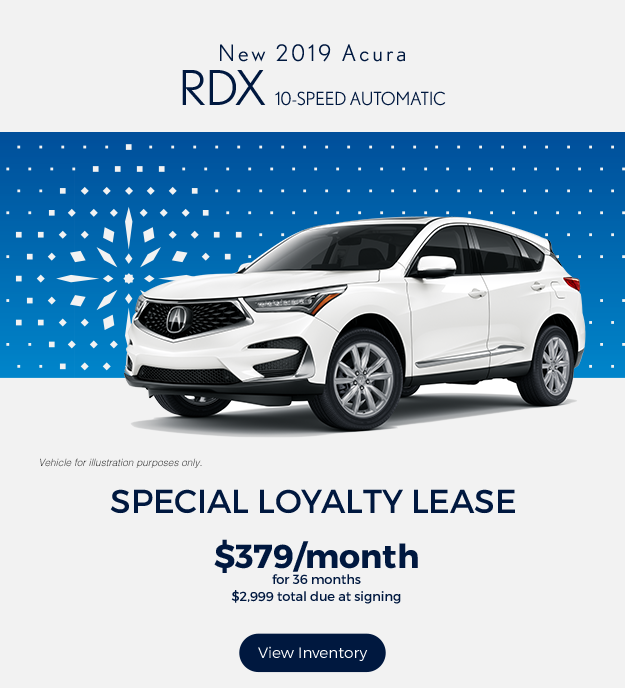 New 2019 Acura
RDX 10-SPEED AUTOMATIC
Vehicle for illustration purposes only.
SPECIAL LOYALTY LEASE
$379/month
for 36 months
$2,999 total due at signing
View Inventory